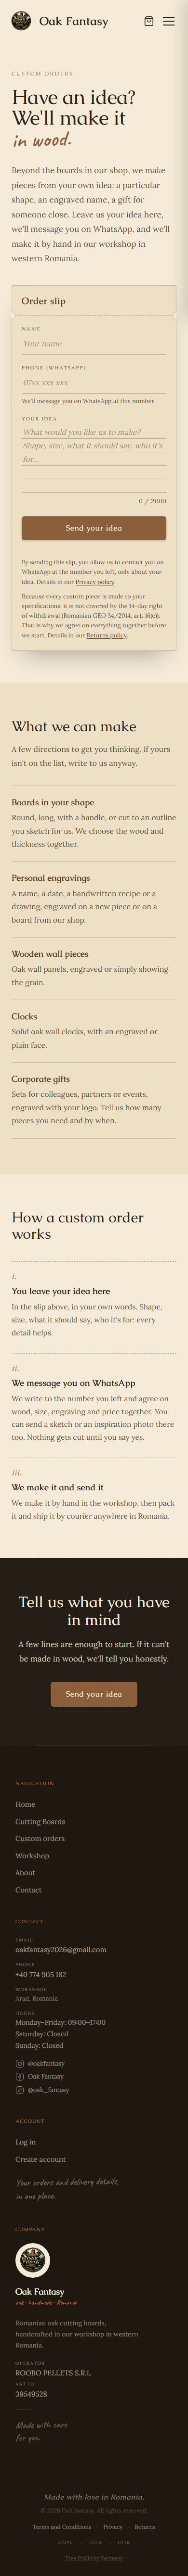 Oak Fantasy
CUSTOM ORDERS
Have an idea?
We'll make it
in wood.
Beyond the boards in our shop, we make
pieces from your own idea: a particular
shape, an engraved name, a gift for
someone close. Leave us your idea here,
we'll message you on WhatsApp, and we'll
make it by hand in our workshop in
western Romania.
Order slip
NAME
Your name
PHONE (WHATSAPP)
07xx xxx xxx
We'll message you on WhatsApp at this number.
YOUR IDEA
What would you like us to make?
Shape, size, what it should say, who it's
for...
0 / 2000
Send your idea
By sending this slip, you allow us to contact you on
WhatsApp at the number left, only about your
idea. Details in our Privacy policy.
Because every custom piece is made to your
specifications, it is not covered by the 14-day right
of withdrawal (Romanian GEO 34/2014, art. 16(c)).
That is why we agree on everything together before
we start. Details in our Returns policy.
What we can make
A few directions to get you thinking. If yours
isn't on the list, write to us anyway.
Boards in your shape
Round, long, with a handle, or cut to an outline
you sketch for us. We choose the wood and
thickness together.
Personal engravings
A name, a date, a handwritten recipe or a
drawing, engraved on a new piece or on a
board from our shop.
Wooden wall pieces
Oak wall panels, engraved or simply showing
the grain.
Clocks
Solid oak wall clocks, with an engraved or
plain face.
Corporate gifts
Sets for colleagues, partners or events,
engraved with your logo. Tell us how many
pieces you need and by when.
How a custom order
works
i.
You leave your idea here
In the slip above, in your own words. Shape,
size, what it should say, who it's for: every
detail helps.
ii.
We message you on WhatsApp
We write to the number you left and agree on
wood, size, engraving and price together. You
can send a sketch or an inspiration photo there
too. Nothing gets cut until you say yes.
iii.
We make it and send it
We make it by hand in the workshop, then pack
it and ship it by courier anywhere in Romania.
Tell us what you have
in mind
A few lines are enough to start. If it can't
be made in wood, we'll tell you honestly.
Send your idea
NAVIGATION
Home
Cutting Boards
Custom orders
Workshop
About
Contact
CONTACT
EMAIL
oakfantasy2026@gmail.com
PHONE
+40 774 905 182
WORKSHOP
Arad, Romania
HOURS
Monday–Friday: 09:00–17:00
Saturday: Closed
Sunday: Closed
@oakfantasy
Oak Fantasy
@oak_fantasy
ACCOUNT
Log in
Create account
Your orders and delivery details,
in one place.
COMPANY
Oak Fantasy
oak · handmade · Romania
Romanian oak cutting boards,
handcrafted in our workshop in western
Romania.
OPERATOR
ROOBO PELLETS S.R.L
VAT ID
39549528
Made with care
for you.
Made with love in Romania.
© 2026 Oak Fantasy. All rights reserved.
Terms and Conditions · Privacy · Returns
ANPC · ADR · ODR
Tree PNGs by Vecteezy